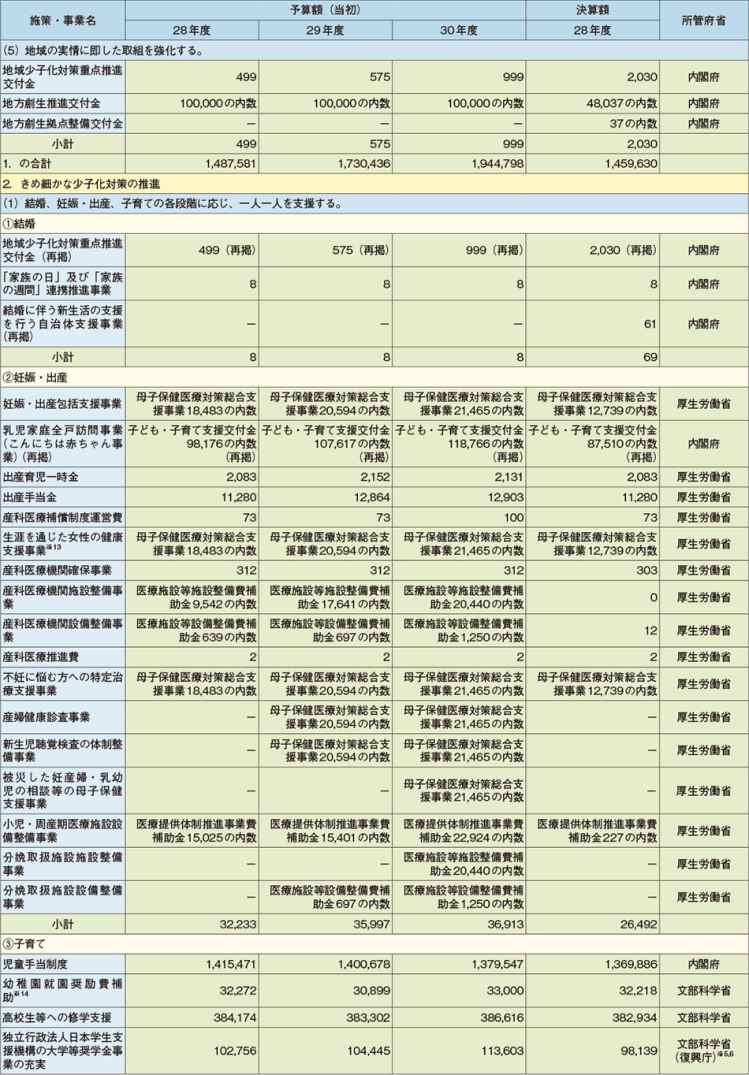 施策・事業名 予算額（当初） 決算額 所管府省
28年度 29年度 30年度 28年度
（5）地域の実情に即した取組を強化する。
地域少子化対策重点推進
交付金 499 575 999 2,030 内閣府
地方創生推進交付金 100,000の内数 100,000の内数 100,000の内数 48,037の内数 内閣府
地方創生拠点整備交付金 － － － 37の内数 内閣府
小計 499 575 999 2,030
1．の合計 1,487,581 1,730,436 1,944,798 1,459,630
2．きめ細かな少子化対策の推進
（1）結婚、妊娠・出産、子育ての各段階に応じ、一人一人を支援する。
①結婚
地域少子化対策重点推進
交付金（再掲） 499（再掲） 575（再掲） 999（再掲） 2,030（再掲） 内閣府
「家族の日」及び「家族
の週間」連携推進事業 8 8 8 8 内閣府
結婚に伴う新生活の支援
を行う自治体支援事業
（再掲） － － － 61 内閣府
小計 8 8 8 69
②妊娠・出産
妊娠・出産包括支援事業 母子保健医療対策総合支 母子保健医療対策総合支 母子保健医療対策総合支 母子保健医療対策総合支 厚生労働省
援事業18,483の内数 援事業20,594の内数 援事業21,465の内数 援事業12,739の内数
乳児家庭全戸訪問事業 子ども・子育て支援交付金 子ども・子育て支援交付金 子ども・子育て支援交付金 子ども・子育て支援交付金
（こんにちは赤ちゃん事 98,176の内数 107,617の内数 118,766の内数 87,510の内数 内閣府
業）（再掲） （再掲） （再掲） （再掲） （再掲）
出産育児一時金 2,083 2,152 2,131 2,083 厚生労働省
出産手当金 11,280 12,864 12,903 11,280 厚生労働省
産科医療補償制度運営費 73 73 100 73 厚生労働省
生涯を通じた女性の健康 母子保健医療対策総合支 母子保健医療対策総合支 母子保健医療対策総合支 母子保健医療対策総合支 厚生労働省
支援事業※13 援事業18,483の内数 援事業20,594の内数 援事業21,465の内数 援事業12,739の内数
産科医療機関確保事業 312 312 312 303 厚生労働省
産科医療機関施設整備事 医療施設等施設整備費補 医療施設等施設整備費補 医療施設等施設整備費補 0 厚生労働省
業 助金9,542の内数 助金17,641の内数 助金20,440の内数
産科医療機関設備整備事 医療施設等設備整備費補 医療施設等設備整備費補 医療施設等設備整備費補 12 厚生労働省
業 助金639の内数 助金697の内数 助金1,250の内数
産科医療推進費 2 2 2 2 厚生労働省
不妊に悩む方への特定治 母子保健医療対策総合支 母子保健医療対策総合支 母子保健医療対策総合支 母子保健医療対策総合支 厚生労働省
療支援事業 援事業18,483の内数 援事業20,594の内数 援事業21,465の内数 援事業12,739の内数
産婦健康診査事業 － 母子保健医療対策総合支 母子保健医療対策総合支 － 厚生労働省
援事業20,594の内数 援事業21,465の内数
新生児聴覚検査の体制整 － 母子保健医療対策総合支 母子保健医療対策総合支 － 厚生労働省
備事業 援事業20,594の内数 援事業21,465の内数
被災した妊産婦・乳幼
児の相談等の母子保健 － － 母子保健医療対策総合支 － 厚生労働省
支援事業 援事業21,465の内数
小児・周産期医療施設設 医療提供体制推進事業費 医療提供体制推進事業費 医療提供体制推進事業費 医療提供体制推進事業費 厚生労働省
備整備事業 補助金15,025の内数 補助金15,401の内数 補助金22,924の内数 補助金227の内数
分娩取扱施設施設整備 － － 医療施設等施設整備費補 － 厚生労働省
事業 助金20,440の内数
分娩取扱施設設備整備 － 医療施設等設備整備費補 医療施設等設備整備費補 － 厚生労働省
事業 助金697の内数 助金1,250の内数
小計 32,233 35,997 36,913 26,492
③子育て
児童手当制度 1,415,471 1,400,678 1,379,547 1,369,886 内閣府
幼稚園就園奨励費補
助※14 32,272 30,899 33,000 32,218 文部科学省
高校生等への修学支援 384,174 383,302 386,616 382,934 文部科学省
独立行政法人日本学生支
援機構の大学等奨学金事 102,756 104,445 113,603 98,139 文部科学省
業の充実 （復興庁）※5,6